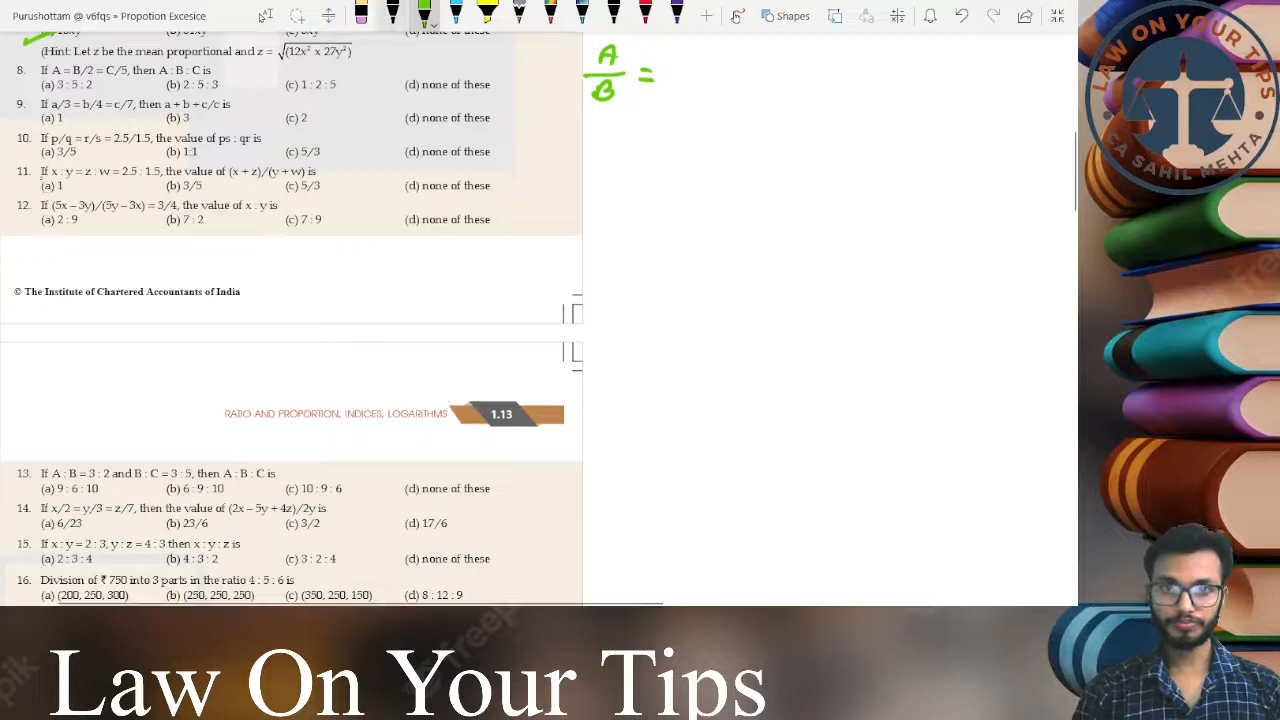 Purushottam @ v6fqs » Propotion Excesice
Shapes
(Hint: Let z be the mean proportional and z = √(12x² x 27y²)
8. If A = B/2 = C/5, then A : B : C is
(a) 3 : 5 : 2 (b) 2 : 5 : 3 (c) 1 : 2 : 5 (d) none of these
9. If a/3 = b/4 = c/7, then a + b + c/c is
(a) 1 (b) 3 (c) 2 (d) none of these
10. If p/q = r/s = 2.5/1.5, the value of ps : qr is
(a) 3/5 (b) 1:1 (c) 5/3 (d) none of these
11. If x : y = z : w = 2.5 : 1.5, the value of (x + z)/(y + w) is
(a) 1 (b) 3/5 (c) 5/3 (d) none of these
12. If (5x – 3y)/(5y – 3x) = 3/4, the value of x : y is
(a) 2 : 9 (b) 7 : 2 (c) 7 : 9 (d) none of these
© The Institute of Chartered Accountants of India
RATIO AND PROPORTION, INDICES, LOGARITHMS 1.13
13. If A : B = 3 : 2 and B : C = 3 : 5, then A : B : C is
(a) 9 : 6 : 10 (b) 6 : 9 : 10 (c) 10 : 9 : 6 (d) none of these
14. If x/2 = y/3 = z/7, then the value of (2x – 5y + 4z)/2y is
(a) 6/23 (b) 23/6 (c) 3/2 (d) 17/6
15. If x : y = 2 : 3, y : z = 4 : 3 then x : y : z is
(a) 2 : 3 : 4 (b) 4 : 3 : 2 (c) 3 : 2 : 4 (d) none of these
16. Division of ₹ 750 into 3 parts in the ratio 4 : 5 : 6 is
(a) (200, 250, 300) (b) (250, 250, 250) (c) (350, 250, 150) (d) 8 : 12 : 9
A
B =
LAW ON YOUR TIPS
CA SAHIL MEHTA
Law On Your Tips